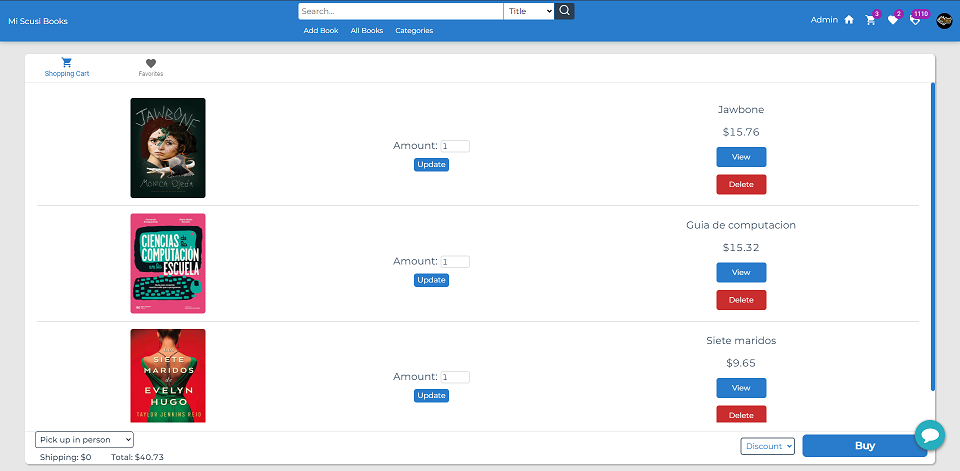 Mi Scusi Books
Search...
Title
Add Book
All Books
Categories
Admin
3
2
1110
Shopping Cart
Favorites
JAWBONE
MÓNICA OJEDA
Amount: 1
Update
Jawbone
$15.76
View
Delete
CIENCIAS de la
COMPUTACIÓN
en la ESCUELA
Amount: 1
Update
Guia de computacion
$15.32
View
Delete
SIETE
MARIDOS
de
EVELYN
HUGO
TAYLOR JENKINS REID
Amount: 1
Update
Siete maridos
$9.65
View
Delete
Pick up in person
Shipping: $0
Total: $40.73
Discount
Buy